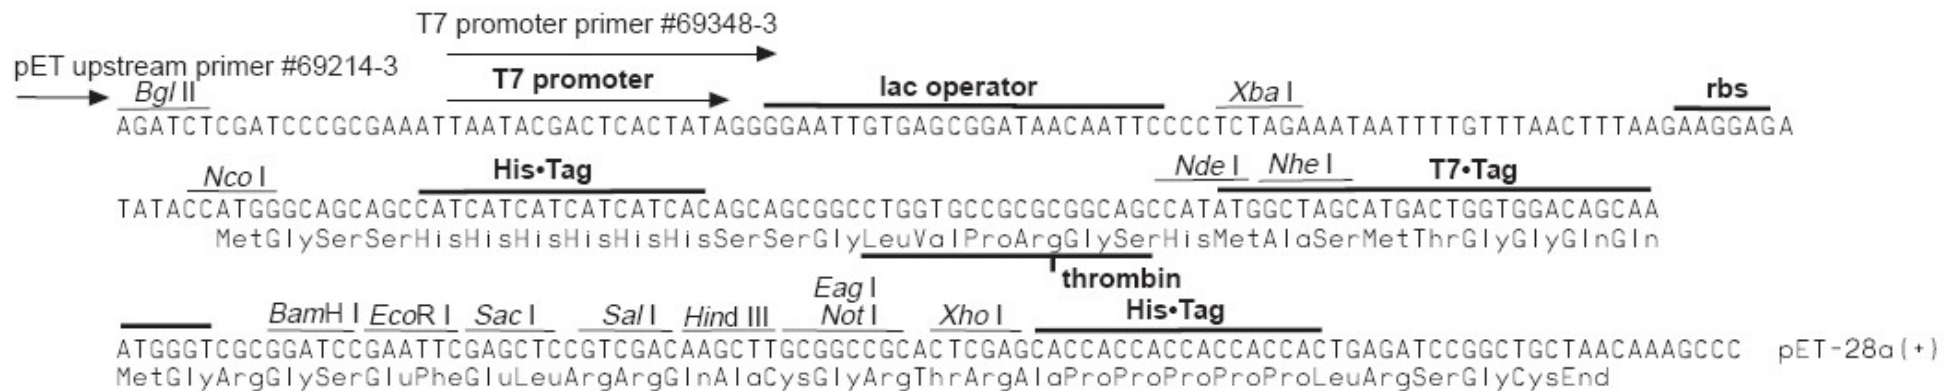 T7 promoter primer #69348-3
pET upstream primer #69214-3
T7 promoter
Bgl II
lac operator
Xba I
rbs
AGATCTCGATCCCGCGAAATTAATACGACTCACTATAGGGGAATTGTGAGCGGATAACAATTCCCCTCTAGAAATAATTTTGTTTAACTTTAAGAAGGAGA
Nco I
His•Tag
Nde I
Nhe I
T7•Tag
TATACCATGGGCAGCAGCCATCATCATCATCATCACAGCAGCGGCCTGGTGCCGCGCGGCAGCCATATGGCTAGCATGACTGGTGGACAGCAA
MetGlySerSerHisHisHisHisHisHisSerSerGlyLeuValProArgGlySerHisMetAlaSerMetThrGlyGlyGlnGln
thrombin
BamH I
EcoR I
Sac I
Sal I
Hind III
Eag I
Not I
Xho I
His•Tag
ATGGGTCGCGGATCCGAATTCGAGCTCCGTCGACAAGCTTGCGGCCGCACTCGAGCACCACCACCACCACCACTGAGATCCGGCTGCTAACAAAGCCC pET-28a(+)
MetGlyArgGlySerGluPheGluLeuArgArgGlnAlaCysGlyArgThrArgAlaProProProProProLeuArgSerGlyCysEnd